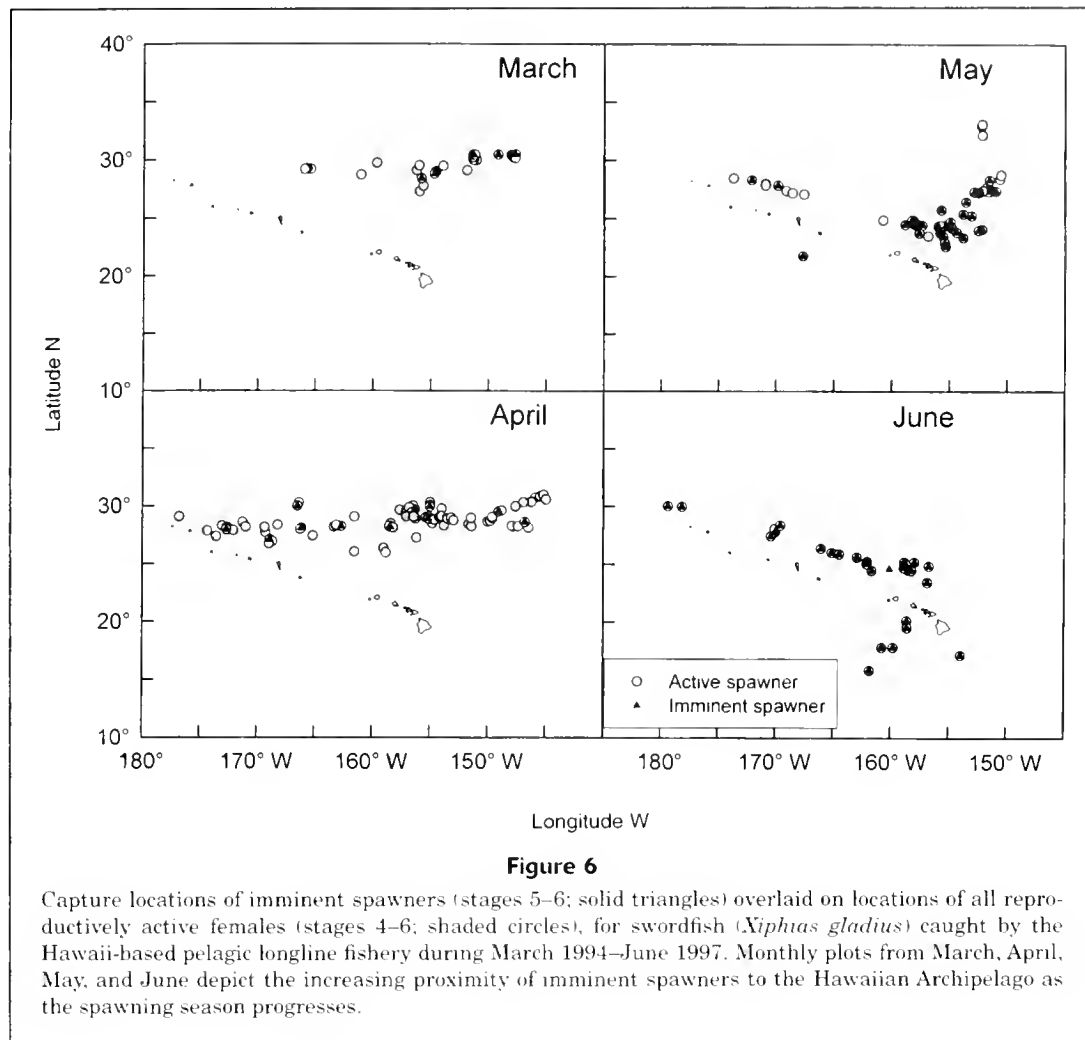 40°
30°
20°
10°
March
May
Latitude N
April
June
30°
20°
10°
Active spawner
Imminent spawner
180°
170° W
160° W
150° W
180°
170° W
160° W
150° W
Longitude W
Figure 6
Capture locations of imminent spawners (stages 5–6; solid triangles) overlaid on locations of all repro-
ductively active females (stages 4–6; shaded circles), for swordfish (Xiphias gladius) caught by the
Hawaii-based pelagic longline fishery during March 1994–June 1997. Monthly plots from March, April,
May, and June depict the increasing proximity of imminent spawners to the Hawaiian Archipelago as
the spawning season progresses.